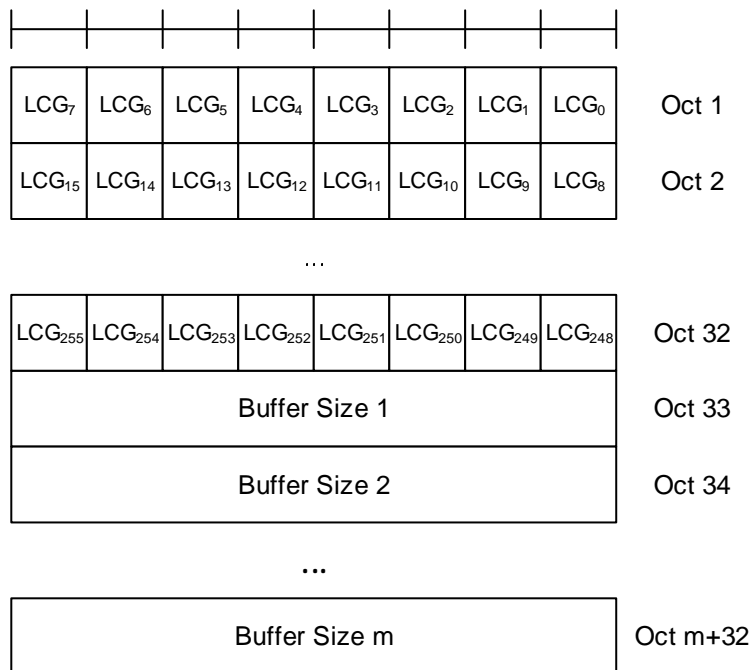 LCG₇ LCG₆ LCG₅ LCG₄ LCG₃ LCG₂ LCG₁ LCG₀ Oct 1
LCG₁₅ LCG₁₄ LCG₁₃ LCG₁₂ LCG₁₁ LCG₁₀ LCG₉ LCG₈ Oct 2
...
LCG₂₅₅ LCG₂₅₄ LCG₂₅₃ LCG₂₅₂ LCG₂₅₁ LCG₂₅₀ LCG₂₄₉ LCG₂₄₈ Oct 32
Buffer Size 1 Oct 33
Buffer Size 2 Oct 34
...
Buffer Size m Oct m+32